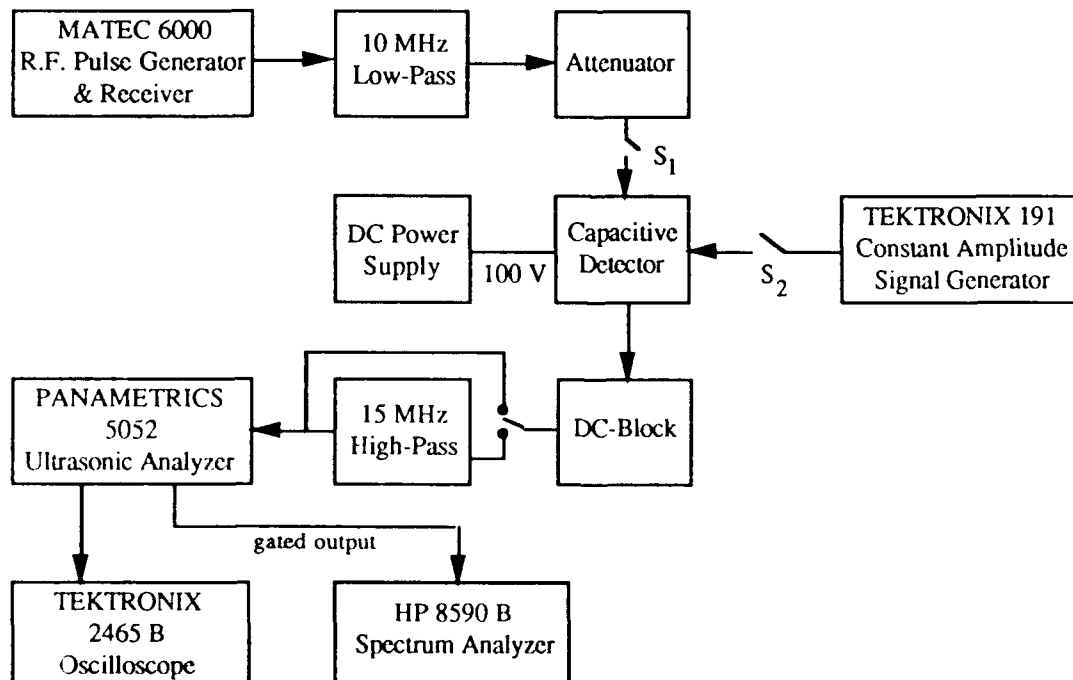 MATEC 6000
R.F. Pulse Generator
& Receiver
10 MHz
Low-Pass
Attenuator
S1
DC Power
Supply
100 V
Capacitive
Detector
S2
TEKTRONIX 191
Constant Amplitude
Signal Generator
PANAMETRICS
5052
Ultrasonic Analyzer
15 MHz
High-Pass
DC-Block
gated output
TEKTRONIX
2465 B
Oscilloscope
HP 8590 B
Spectrum Analyzer